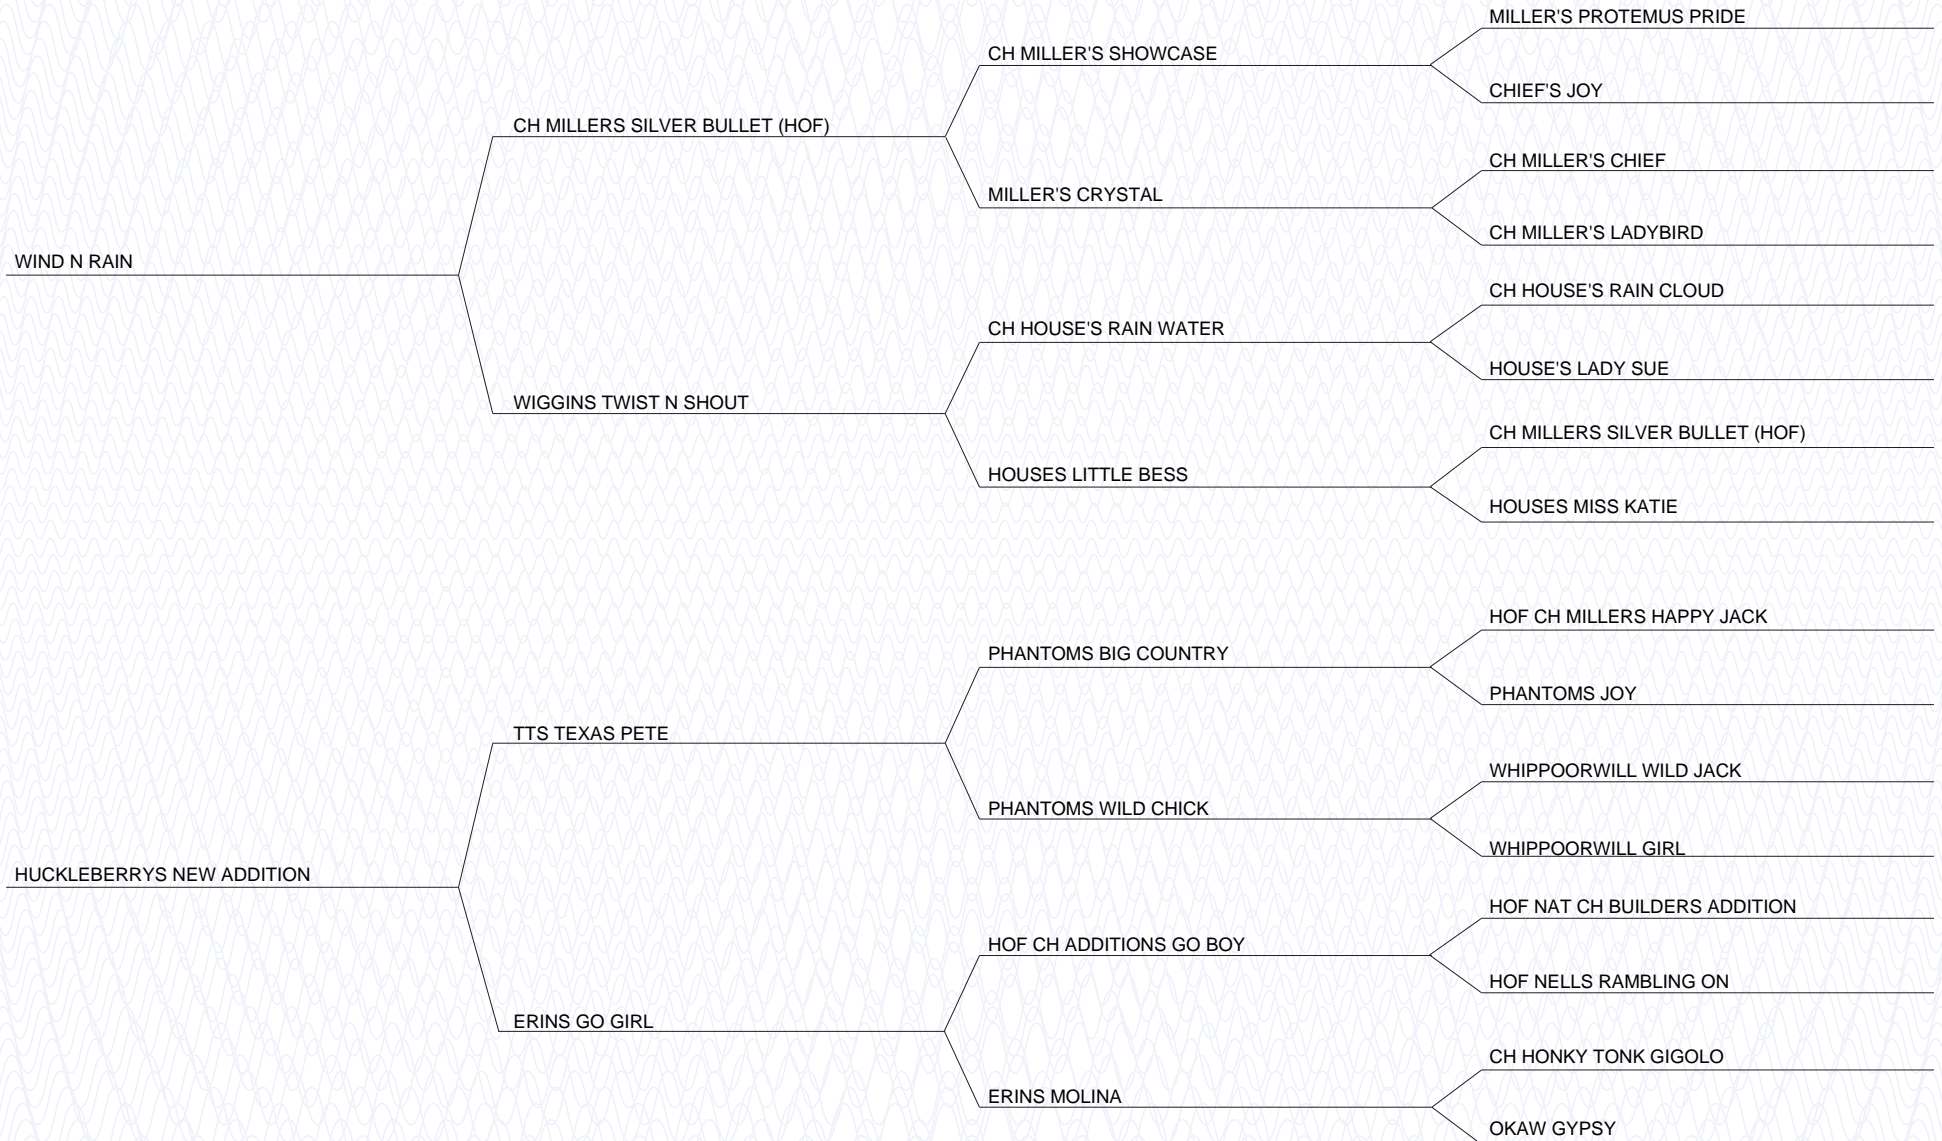 MILLER'S PROTEMUS PRIDE
CH MILLER'S SHOWCASE
CHIEF'S JOY
CH MILLERS SILVER BULLET (HOF)
CH MILLER'S CHIEF
MILLER'S CRYSTAL
CH MILLER'S LADYBIRD
WIND N RAIN
CH HOUSE'S RAIN CLOUD
CH HOUSE'S RAIN WATER
HOUSE'S LADY SUE
WIGGINS TWIST N SHOUT
CH MILLERS SILVER BULLET (HOF)
HOUSES LITTLE BESS
HOUSES MISS KATIE
HOF CH MILLERS HAPPY JACK
PHANTOMS BIG COUNTRY
PHANTOMS JOY
TTS TEXAS PETE
WHIPPOORWILL WILD JACK
PHANTOMS WILD CHICK
WHIPPOORWILL GIRL
HUCKLEBERRYS NEW ADDITION
HOF NAT CH BUILDERS ADDITION
HOF CH ADDITIONS GO BOY
HOF NELLS RAMBLING ON
ERINS GO GIRL
CH HONKY TONK GIGOLO
ERINS MOLINA
OKAW GYPSY